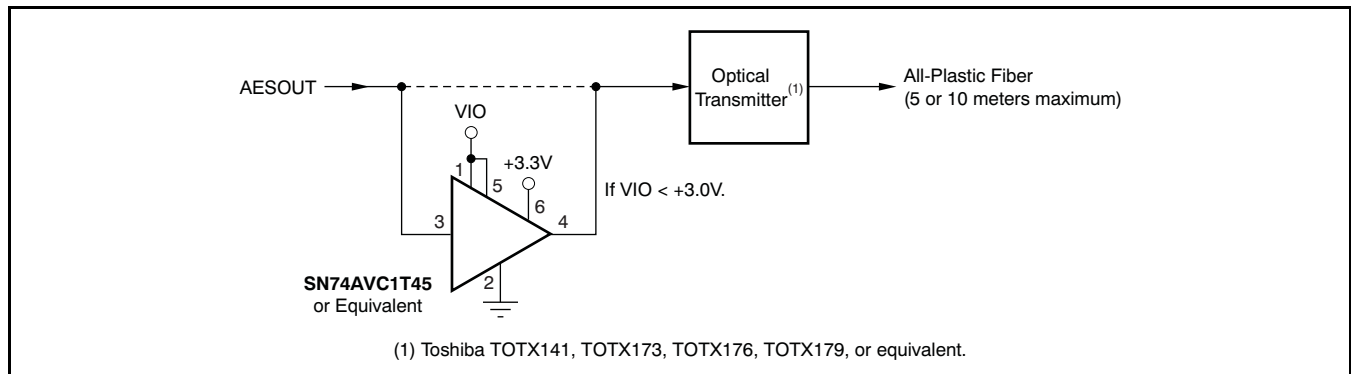 AESOUT
VIO
+3.3V
1
5
6
3
4
2
If VIO < +3.0V.
SN74AVC1T45
or Equivalent
Optical
Transmitter(1)
All-Plastic Fiber
(5 or 10 meters maximum)
(1) Toshiba TOTX141, TOTX173, TOTX176, TOTX179, or equivalent.